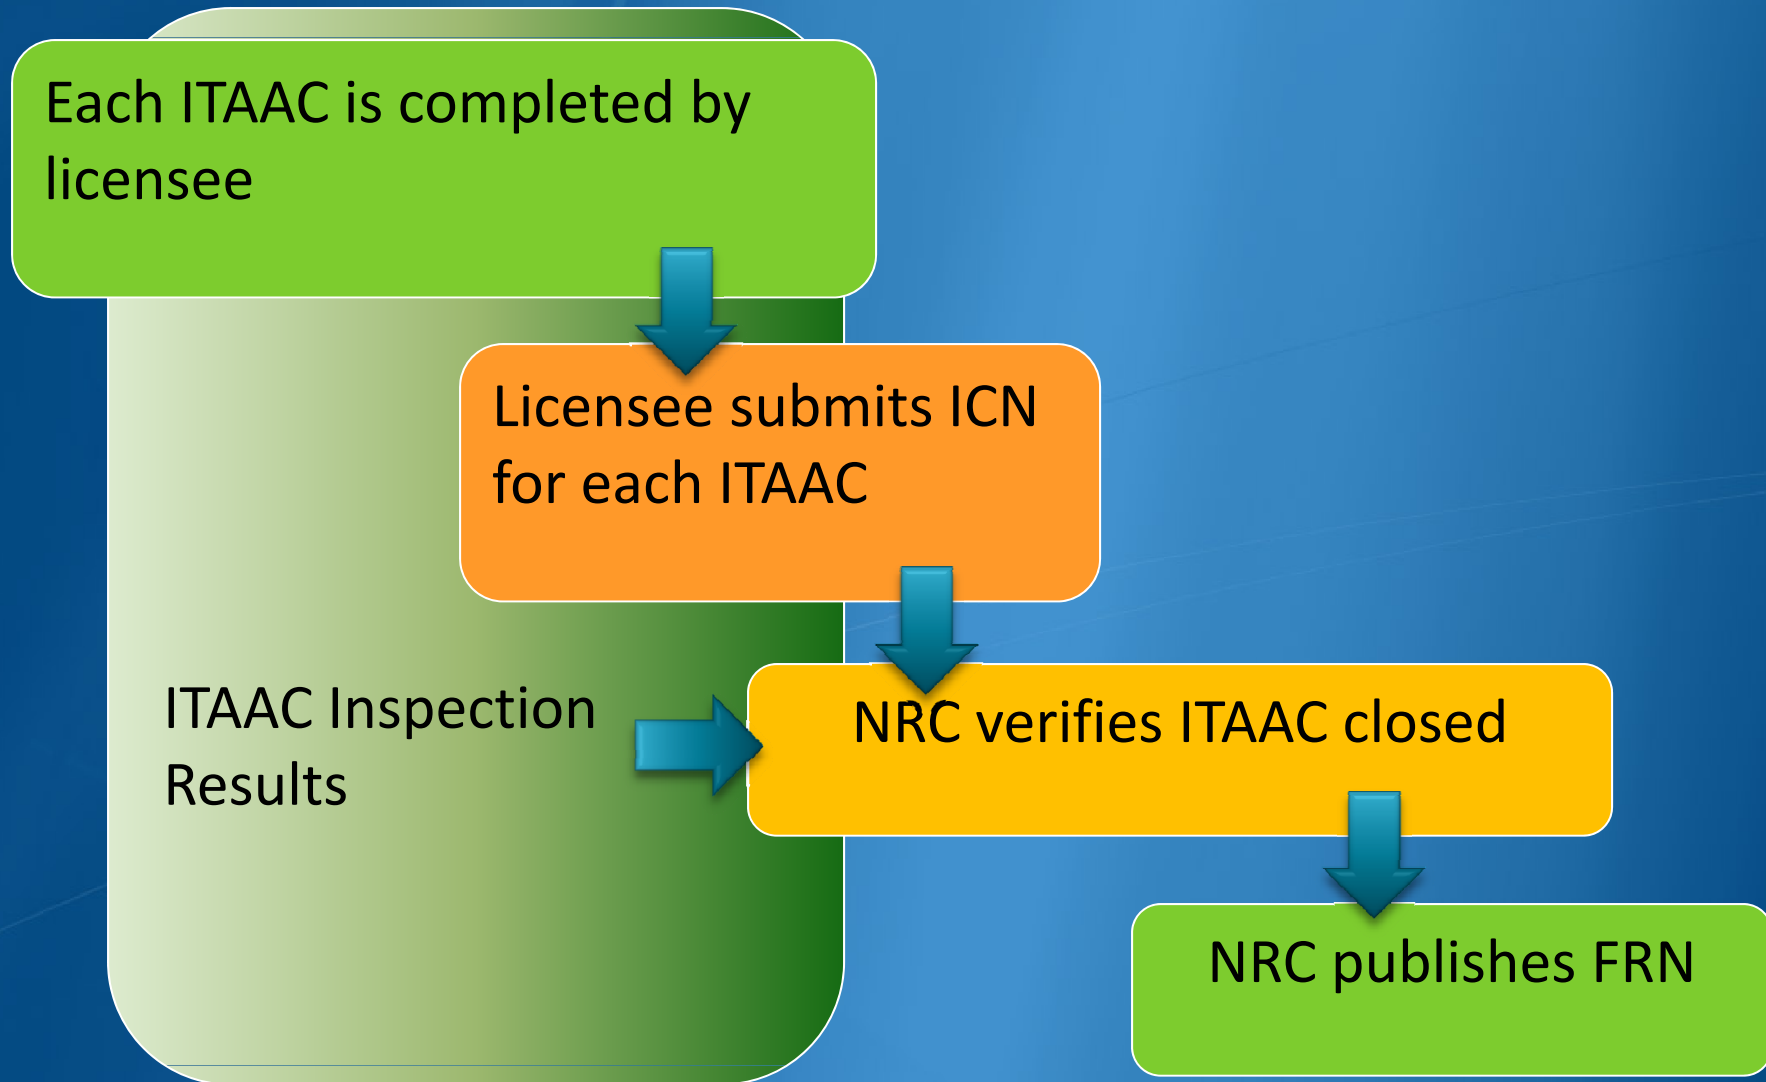 Each ITAAC is completed by
licensee
Licensee submits ICN
for each ITAAC
ITAAC Inspection
Results
NRC verifies ITAAC closed
NRC publishes FRN